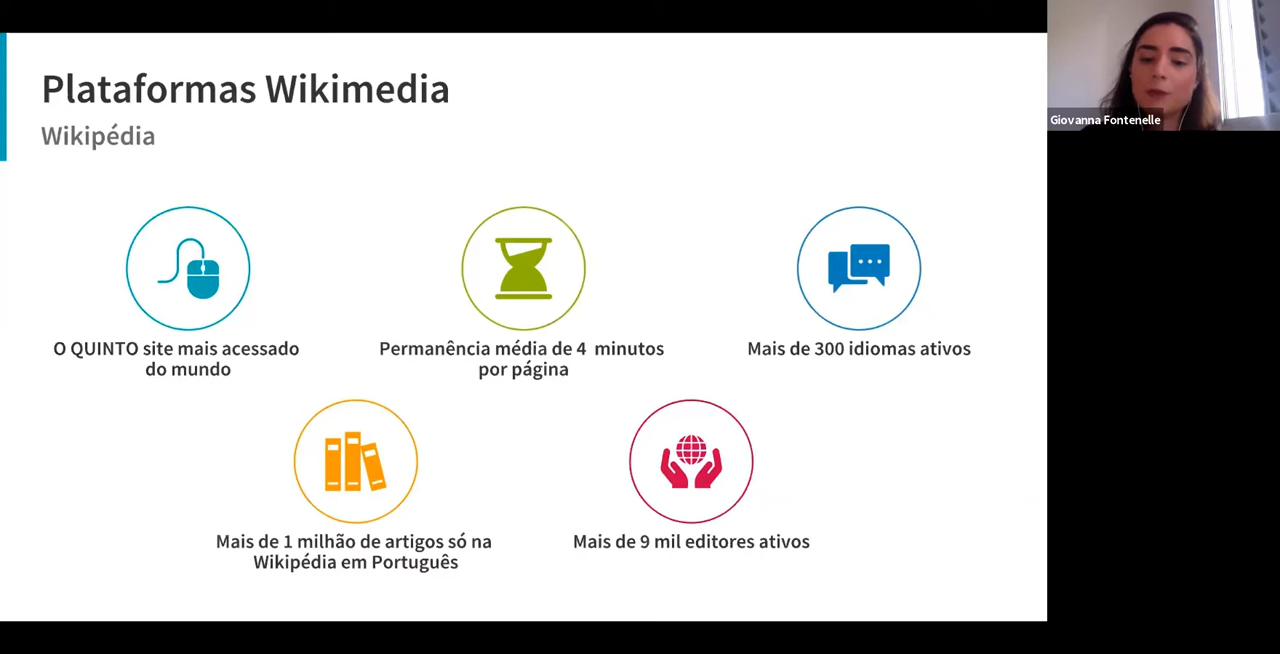 Plataformas Wikimedia
Wikipédia
Giovanna Fontenelle
O QUINTO site mais acessado
do mundo
Permanência média de 4 minutos
por página
Mais de 300 idiomas ativos
Mais de 1 milhão de artigos só na
Wikipédia em Português
Mais de 9 mil editores ativos